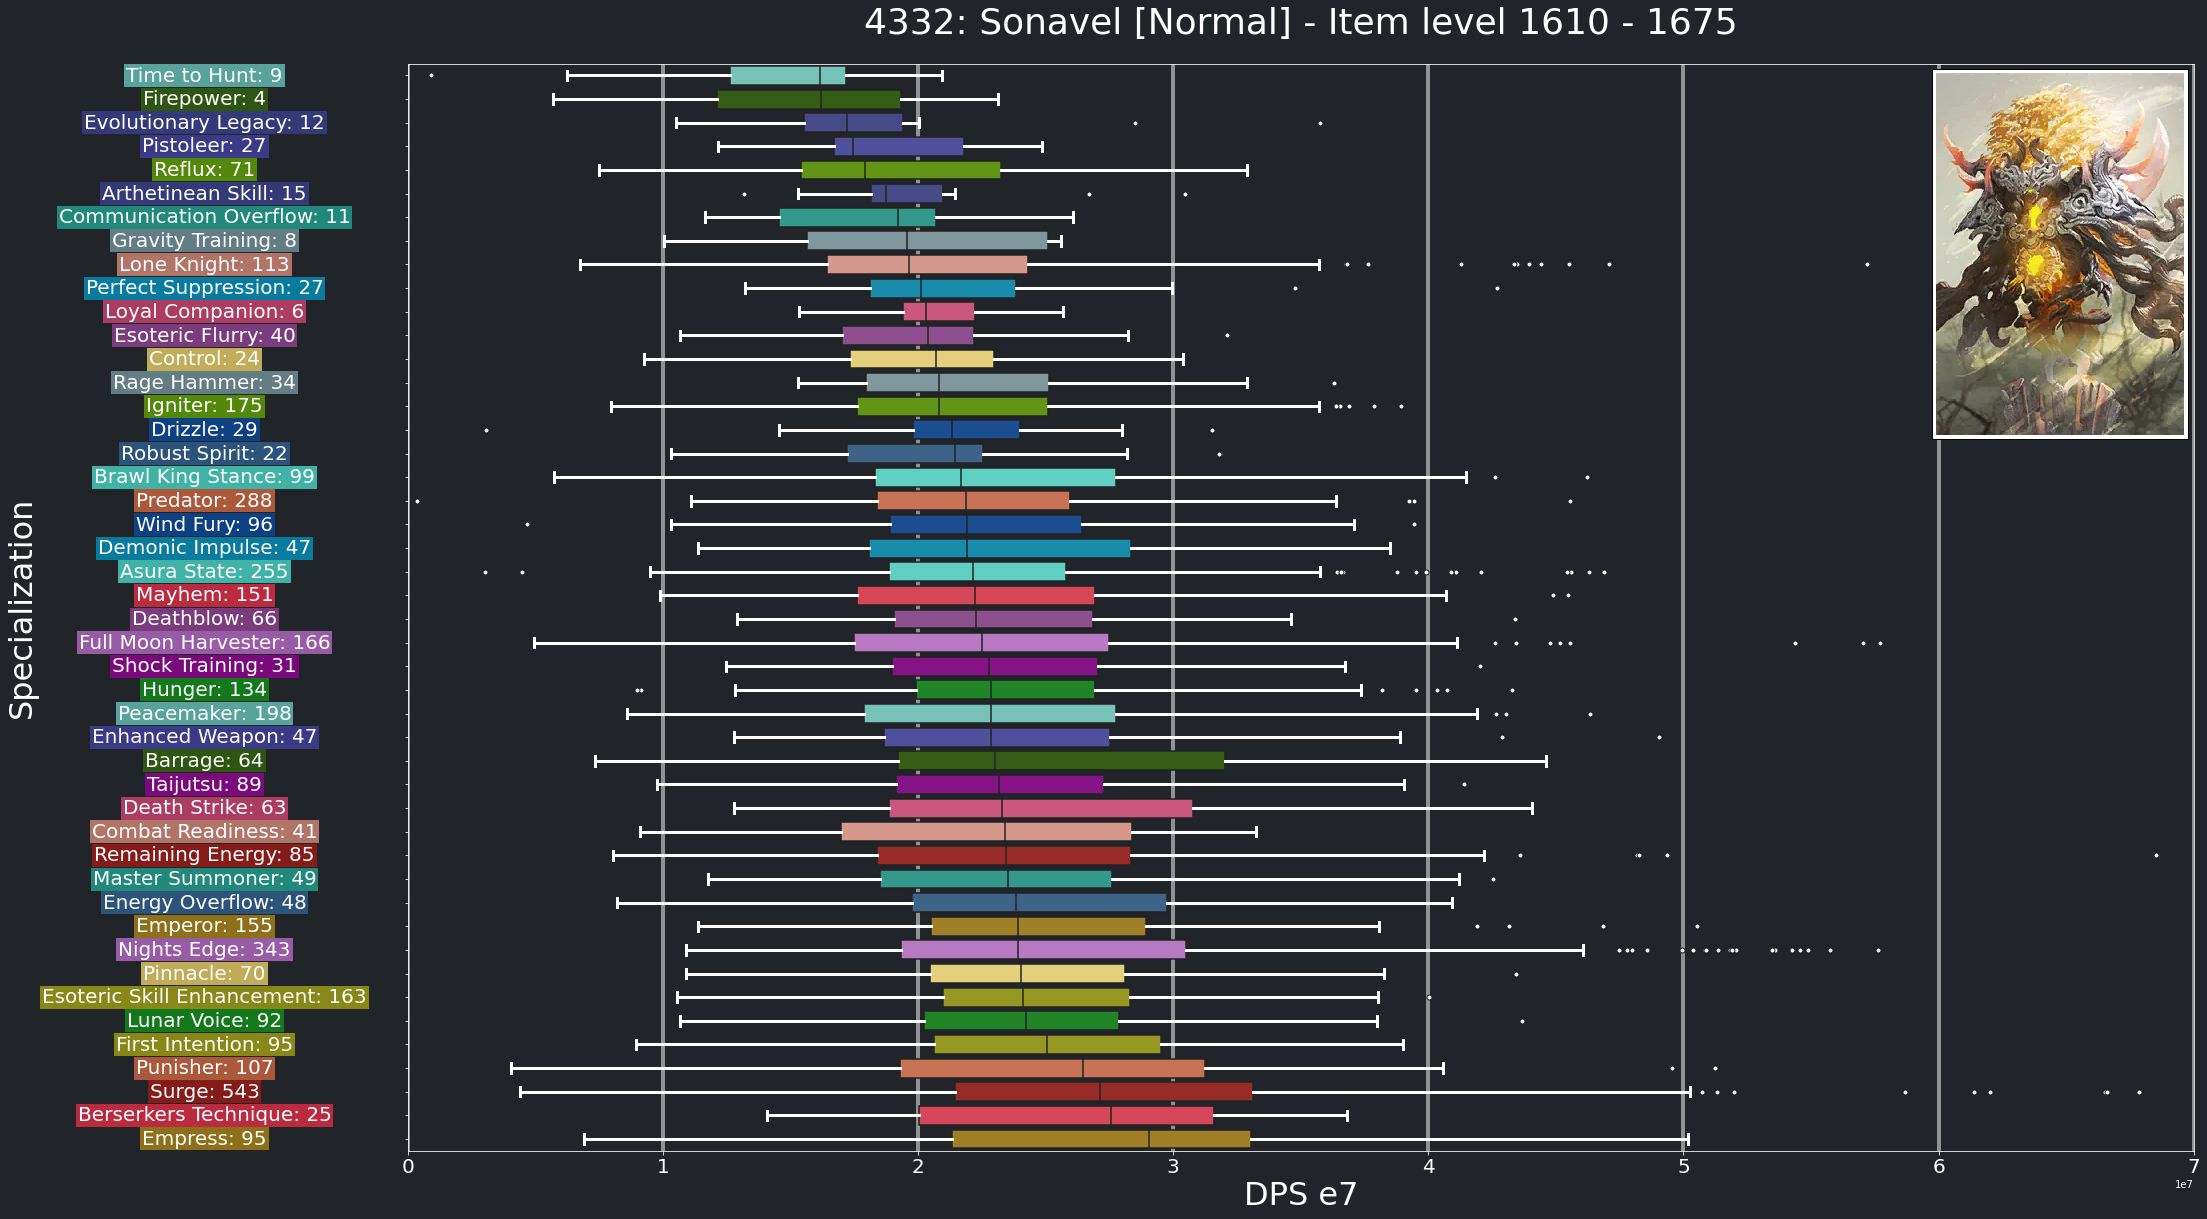 4332: Sonavel [Normal] - Item level 1610 - 1675
Time to Hunt: 9
Firepower: 4
Evolutionary Legacy: 12
Pistoleer: 27
Reflux: 71
Arthetinean Skill: 15
Communication Overflow: 11
Gravity Training: 8
Lone Knight: 113
Perfect Suppression: 27
Loyal Companion: 6
Esoteric Flurry: 40
Control: 24
Rage Hammer: 34
Igniter: 175
Drizzle: 29
Robust Spirit: 22
Brawl King Stance: 99
Predator: 288
Wind Fury: 96
Demonic Impulse: 47
Asura State: 255
Mayhem: 151
Deathblow: 66
Full Moon Harvester: 166
Shock Training: 31
Hunger: 134
Peacemaker: 198
Enhanced Weapon: 47
Barrage: 64
Taijutsu: 89
Death Strike: 63
Combat Readiness: 41
Remaining Energy: 85
Master Summoner: 49
Energy Overflow: 48
Emperor: 155
Nights Edge: 343
Pinnacle: 70
Esoteric Skill Enhancement: 163
Lunar Voice: 92
First Intention: 95
Punisher: 107
Surge: 543
Berserkers Technique: 25
Empress: 95
Specialization
0 1 2 3 4 5 6 7
DPS e7
1e7